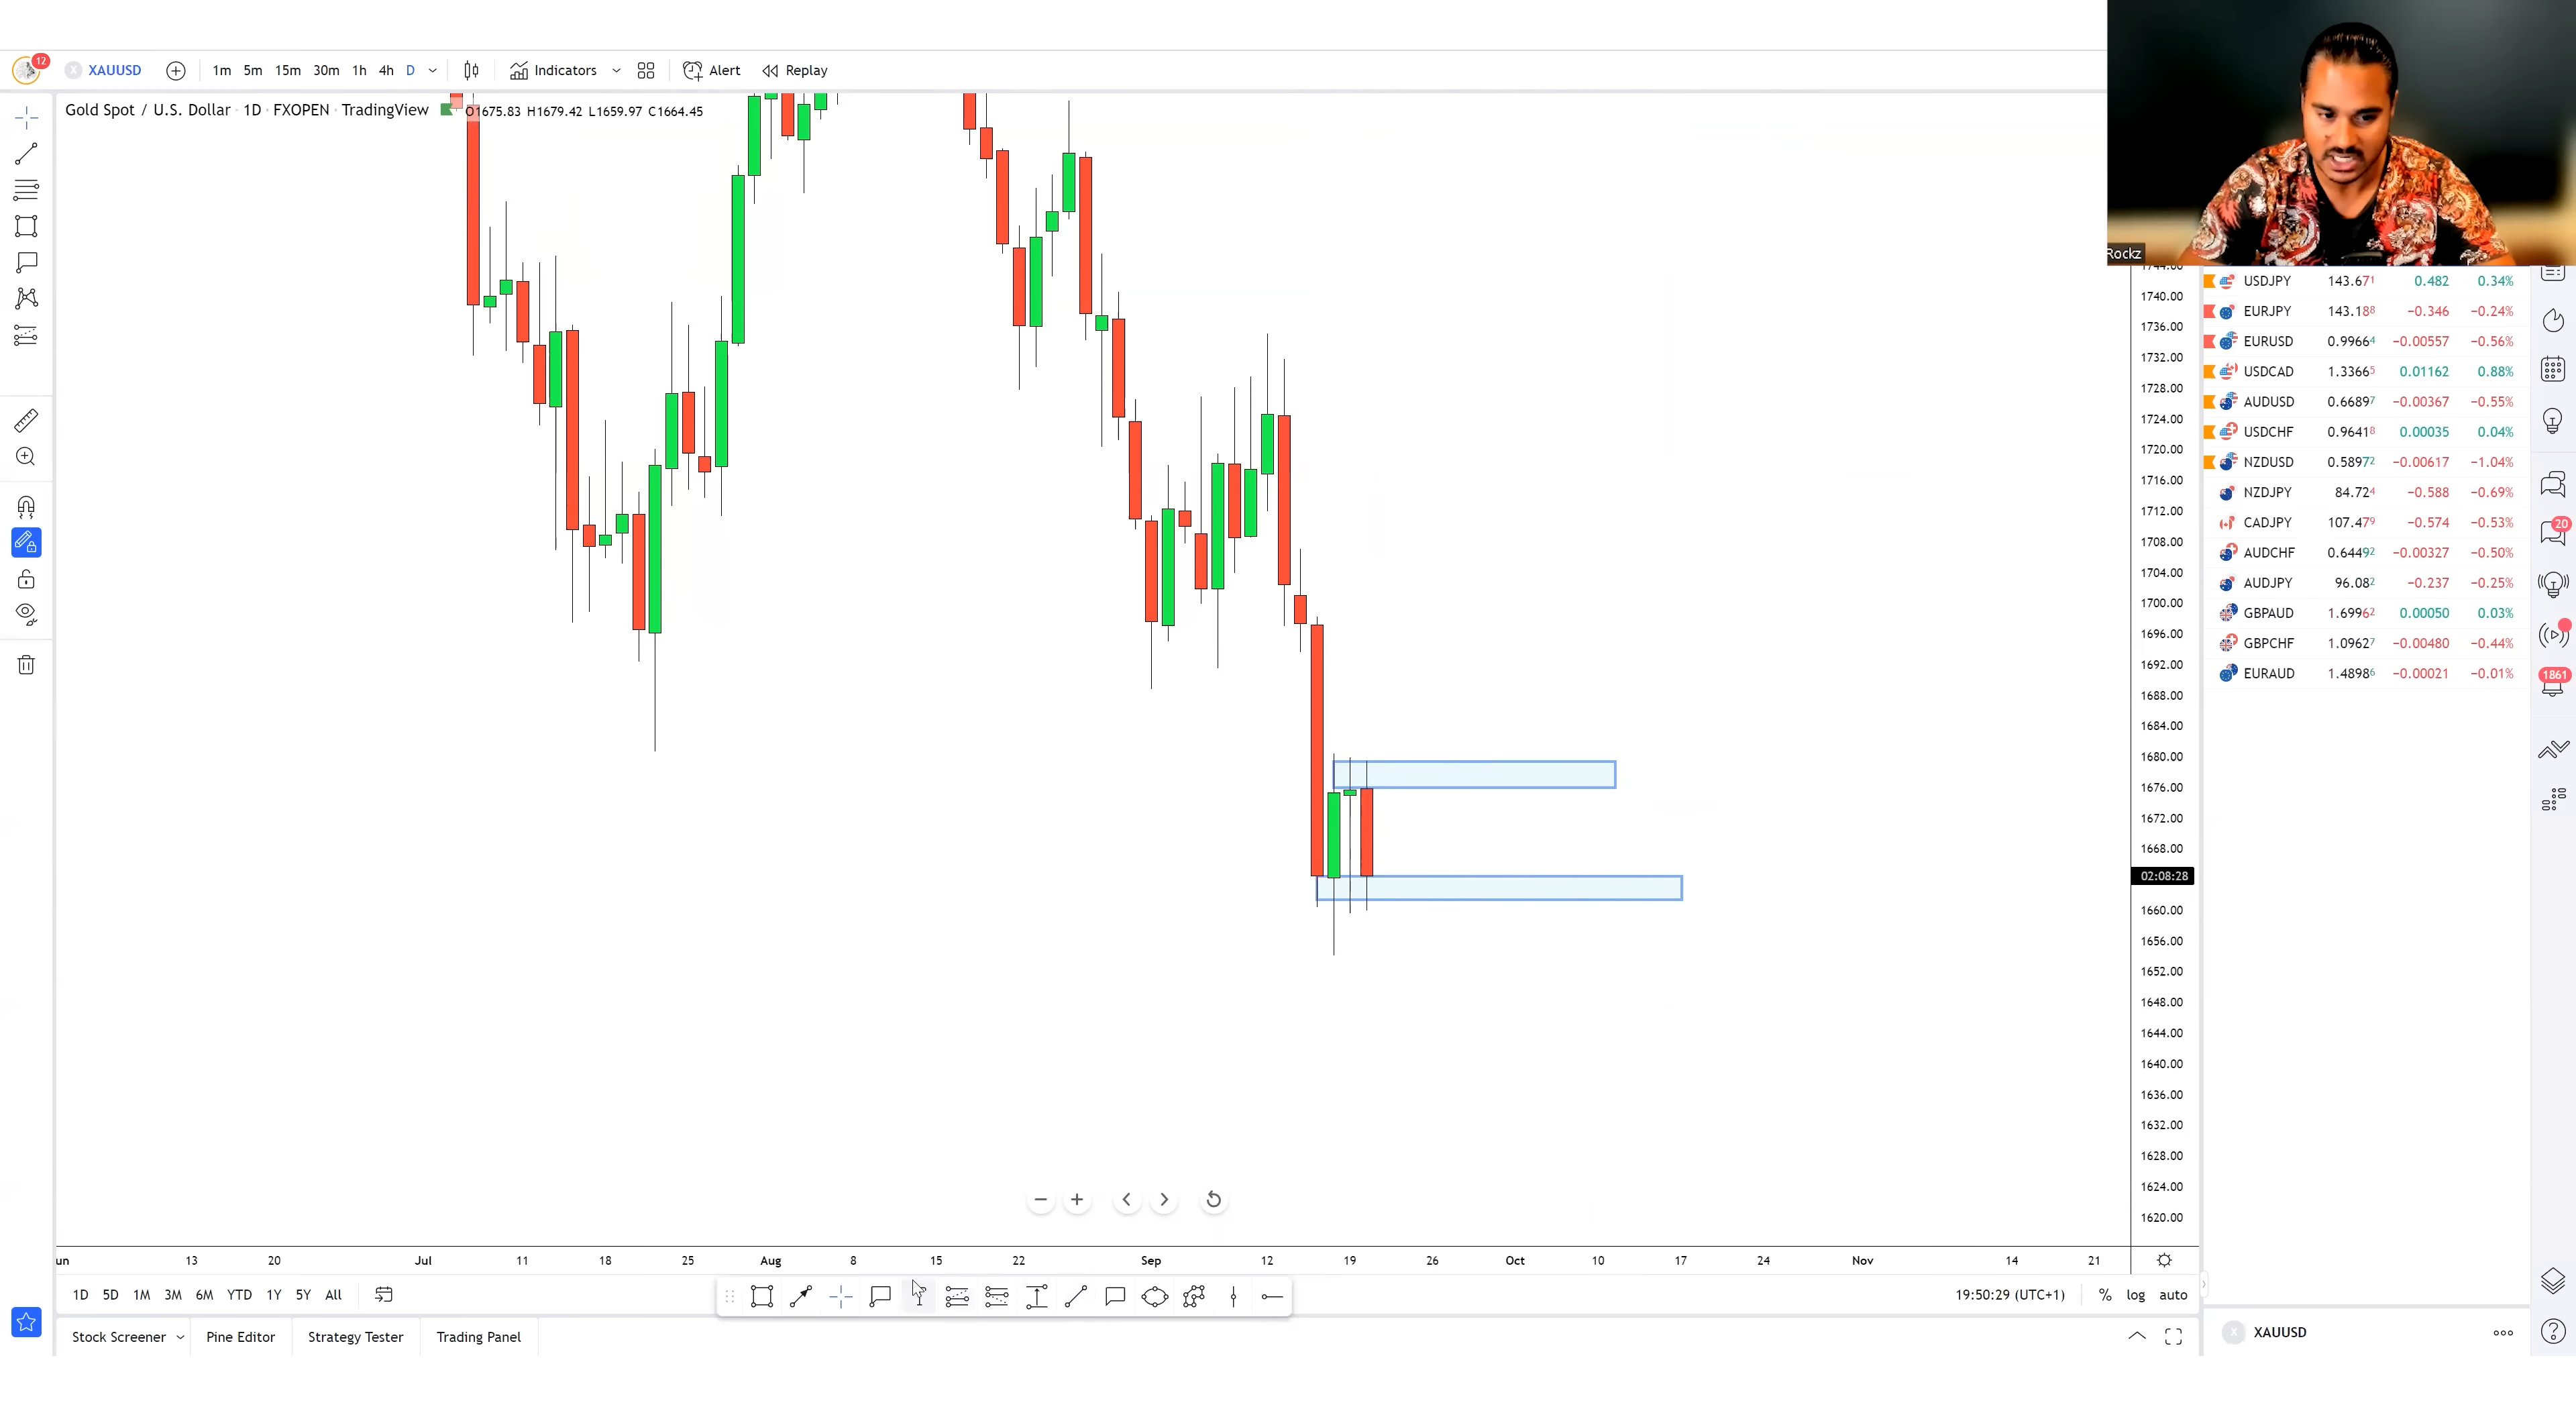 12
XAUUSD 1m 5m 15m 30m 1h 4h D Indicators Alert Replay
Gold Spot / U.S. Dollar · 1D · FXOPEN · TradingView O1675.83 H1679.42 L1659.97 C1664.45
Rockz
1744.00
1740.00
1736.00
1732.00
1728.00
1724.00
1720.00
1716.00
1712.00
1708.00
1704.00
1700.00
1696.00
1692.00
1688.00
1684.00
1680.00
1676.00
1672.00
1668.00
02:08:28
1660.00
1656.00
1652.00
1648.00
1644.00
1640.00
1636.00
1632.00
1628.00
1624.00
1620.00
USDJPY 143.671 0.482 0.34%
EURJPY 143.188 −0.346 −0.24%
EURUSD 0.99664 −0.00557 −0.56%
USDCAD 1.33665 0.01162 0.88%
AUDUSD 0.66897 −0.00367 −0.55%
USDCHF 0.96418 0.00035 0.04%
NZDUSD 0.58972 −0.00617 −1.04%
NZDJPY 84.724 −0.588 −0.69%
CADJPY 107.479 −0.574 −0.53%
AUDCHF 0.64492 −0.00327 −0.50%
AUDJPY 96.082 −0.237 −0.25%
GBPAUD 1.69962 0.00050 0.03%
GBPCHF 1.09627 −0.00480 −0.44%
EURAUD 1.48986 −0.00021 −0.01%
20
1861
un 13 20 Jul 11 18 25 Aug 8 15 22 Sep 12 19 26 Oct 10 17 24 Nov 14 21
1D 5D 1M 3M 6M YTD 1Y 5Y All 19:50:29 (UTC+1) % log auto
Stock Screener Pine Editor Strategy Tester Trading Panel
XAUUSD